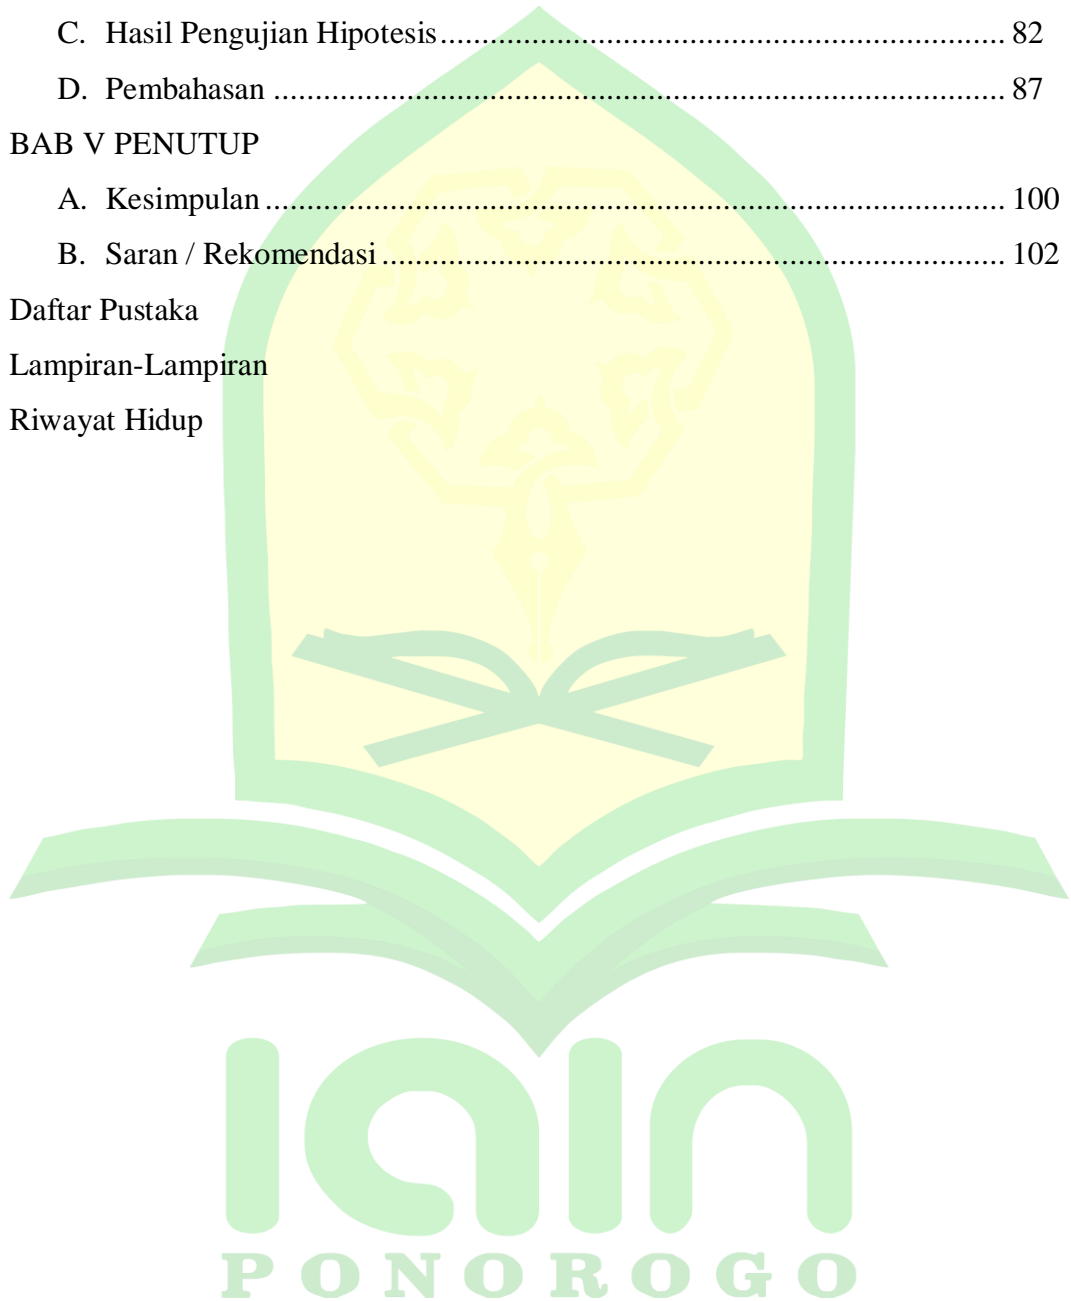 C. Hasil Pengujian Hipotesis......................................................................... 82
D. Pembahasan .............................................................................................. 87
BAB V PENUTUP
A. Kesimpulan ............................................................................................... 100
B. Saran / Rekomendasi ................................................................................ 102
Daftar Pustaka
Lampiran-Lampiran
Riwayat Hidup
iain
PONOROGO